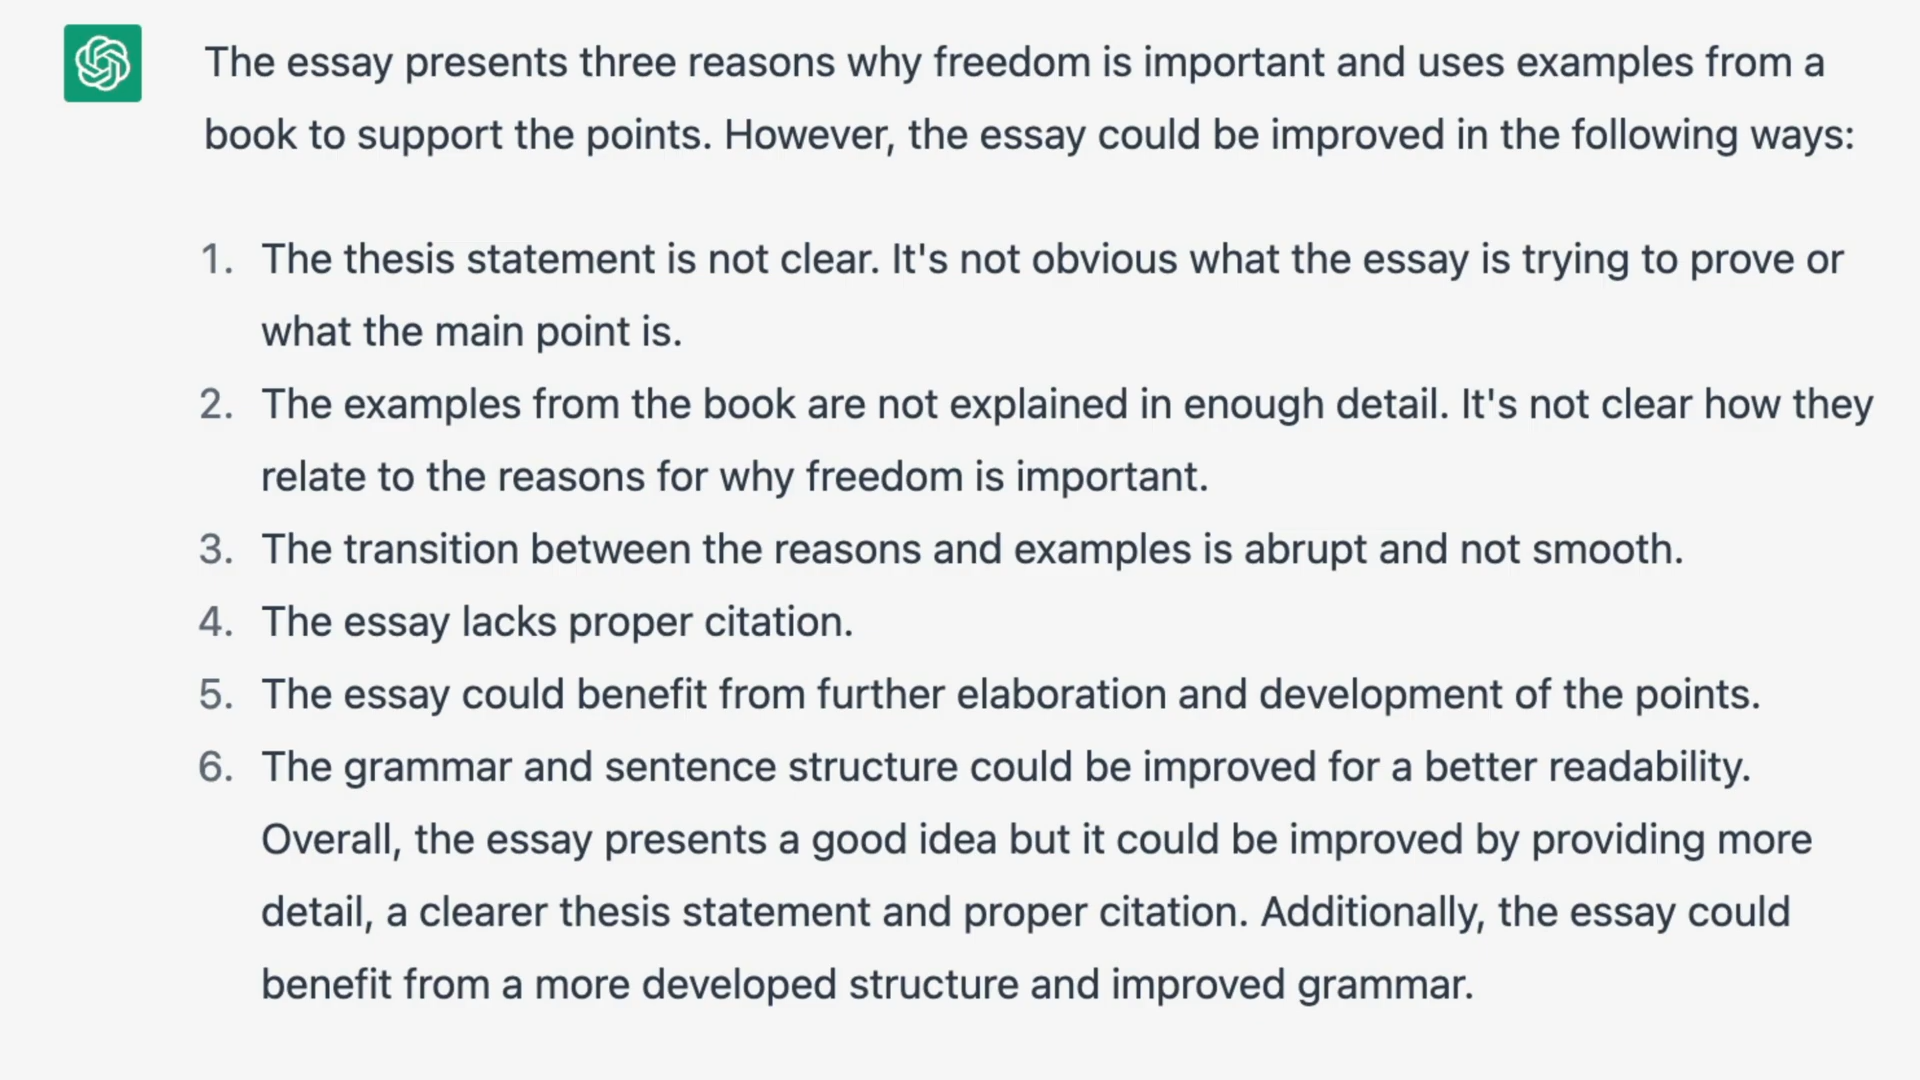 The essay presents three reasons why freedom is important and uses examples from a
book to support the points. However, the essay could be improved in the following ways:
1. The thesis statement is not clear. It's not obvious what the essay is trying to prove or
what the main point is.
2. The examples from the book are not explained in enough detail. It's not clear how they
relate to the reasons for why freedom is important.
3. The transition between the reasons and examples is abrupt and not smooth.
4. The essay lacks proper citation.
5. The essay could benefit from further elaboration and development of the points.
6. The grammar and sentence structure could be improved for a better readability.
Overall, the essay presents a good idea but it could be improved by providing more
detail, a clearer thesis statement and proper citation. Additionally, the essay could
benefit from a more developed structure and improved grammar.